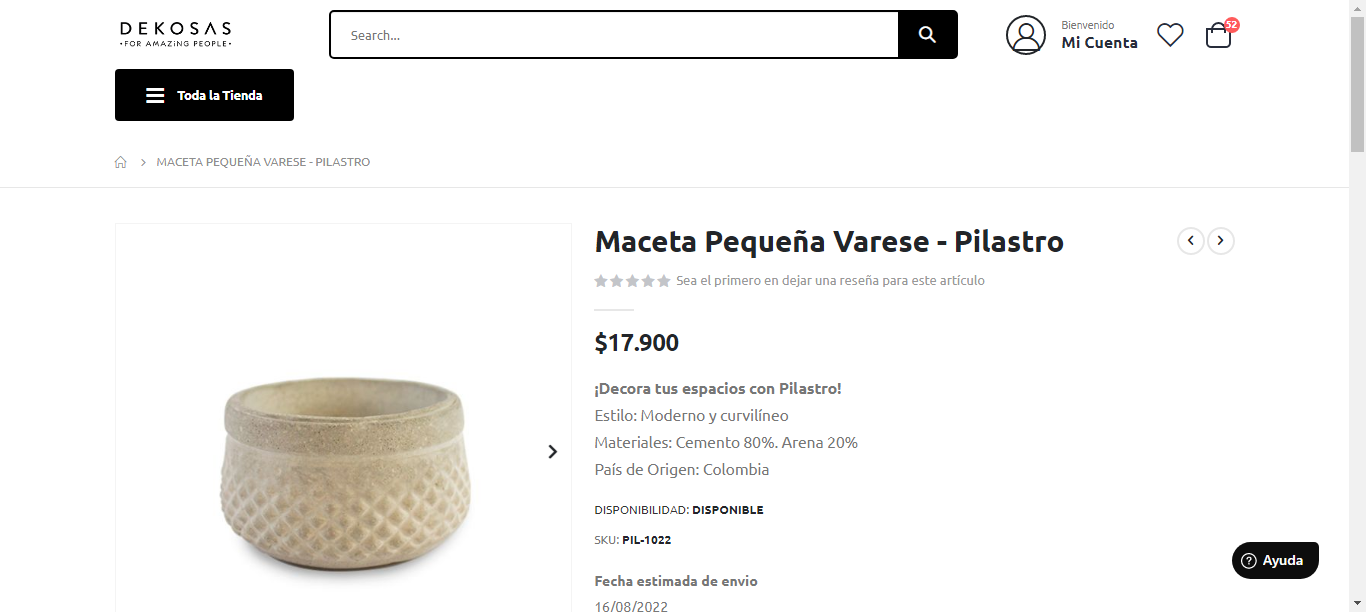 DEKOSAS
•FOR AMAZING PEOPLE•
Search...
Bienvenido
Mi Cuenta
52
Toda la Tienda
MACETA PEQUEÑA VARESE - PILASTRO
Maceta Pequeña Varese - Pilastro
Sea el primero en dejar una reseña para este artículo
$17.900
¡Decora tus espacios con Pilastro!
Estilo: Moderno y curvilíneo
Materiales: Cemento 80%. Arena 20%
País de Origen: Colombia
DISPONIBILIDAD: DISPONIBLE
SKU: PIL-1022
Ayuda
Fecha estimada de envio
16/08/2022